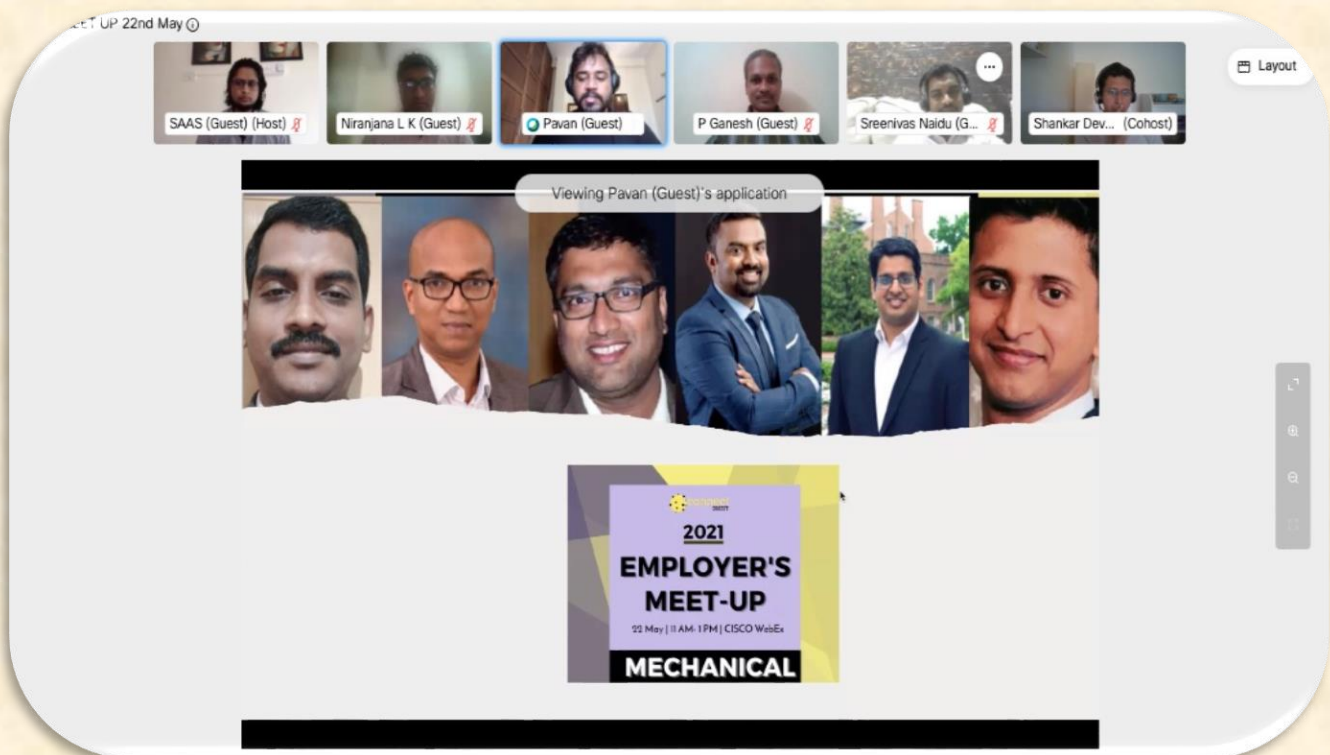 UP 22nd May
Layout
SAAS (Guest) (Host)
Niranjana L K (Guest)
Pavan (Guest)
P Ganesh (Guest)
Sreenivas Naidu (G...
Shankar Dev... (Cohost)
Viewing Pavan (Guest)'s application
connect
2021
EMPLOYER'S
MEET-UP
22 May | 11 AM- 1 PM | CISCO WebEx
MECHANICAL